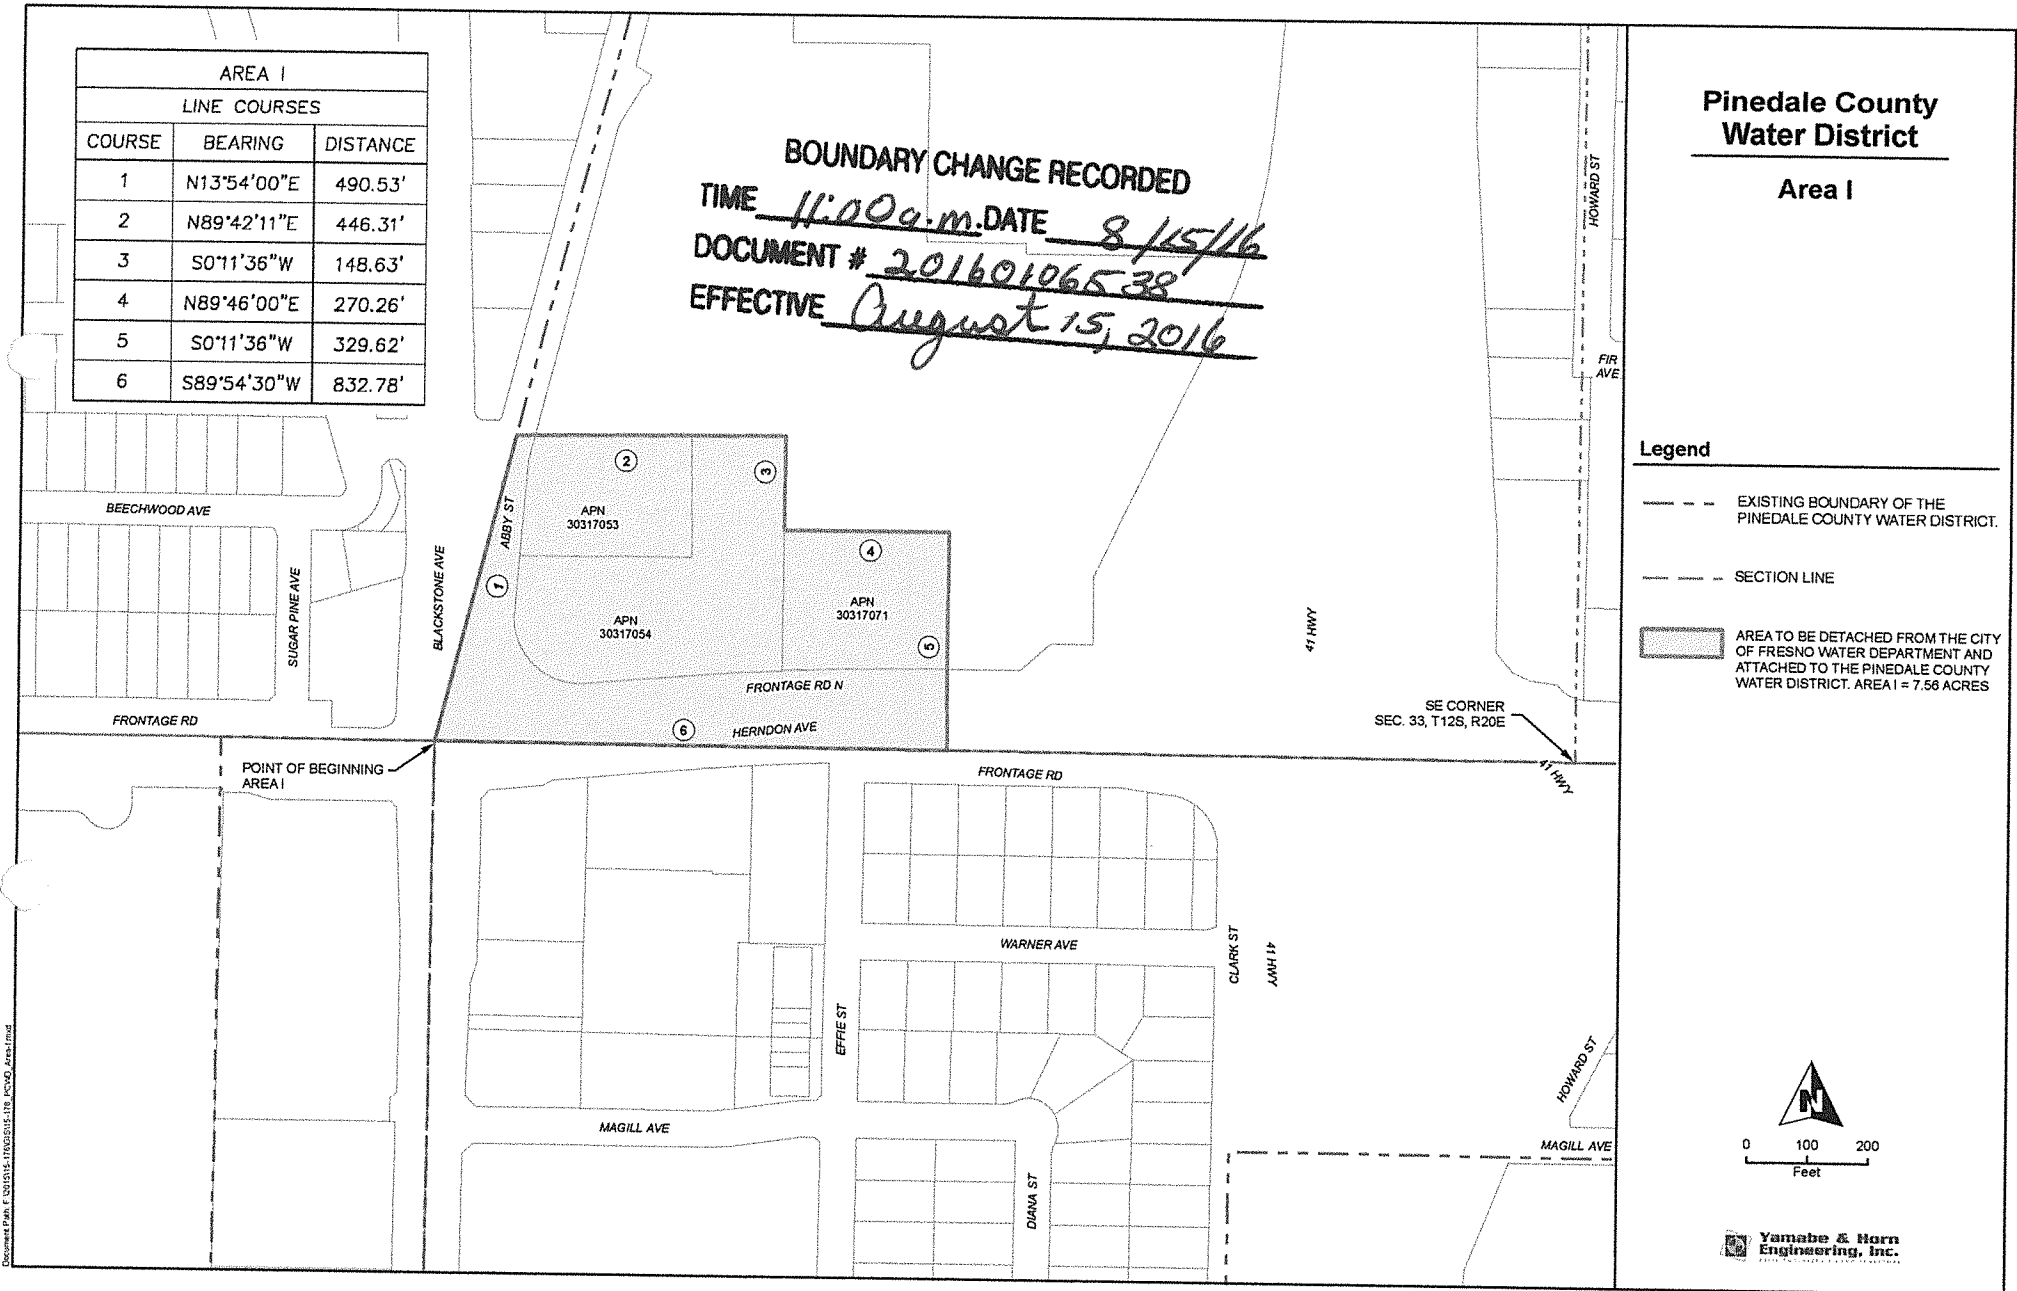 AREA I
LINE COURSES
COURSE BEARING DISTANCE
1 N13°54'00"E 490.53'
2 N89°42'11"E 446.31'
3 S0°11'36"W 148.63'
4 N89°46'00"E 270.26'
5 S0°11'36"W 329.62'
6 S89°54'30"W 832.78'
BOUNDARY CHANGE RECORDED
TIME 11:00a.m. DATE 8/15/16
DOCUMENT # 201601065 38
EFFECTIVE August 15, 2016
Pinedale County
Water District
Area I
HOWARD ST
FIR
AVE
Legend
EXISTING BOUNDARY OF THE
PINEDALE COUNTY WATER DISTRICT.
SECTION LINE
AREA TO BE DETACHED FROM THE CITY
OF FRESNO WATER DEPARTMENT AND
ATTACHED TO THE PINEDALE COUNTY
WATER DISTRICT. AREA I = 7.56 ACRES
BEECHWOOD AVE
SUGAR PINE AVE
BLACKSTONE AVE
ABBY ST
1
2
3
4
5
6
APN
30317053
APN
30317054
APN
30317071
FRONTAGE RD N
HERNDON AVE
FRONTAGE RD
41 HWY
SE CORNER
SEC. 33, T12S, R20E
41 HWY
POINT OF BEGINNING
AREA I
FRONTAGE RD
WARNER AVE
CLARK ST
41 HWY
EFFIE ST
HOWARD ST
MAGILL AVE
MAGILL AVE
DIANA ST
N
0 100 200
Feet
Yamabe & Horn
Engineering, Inc.